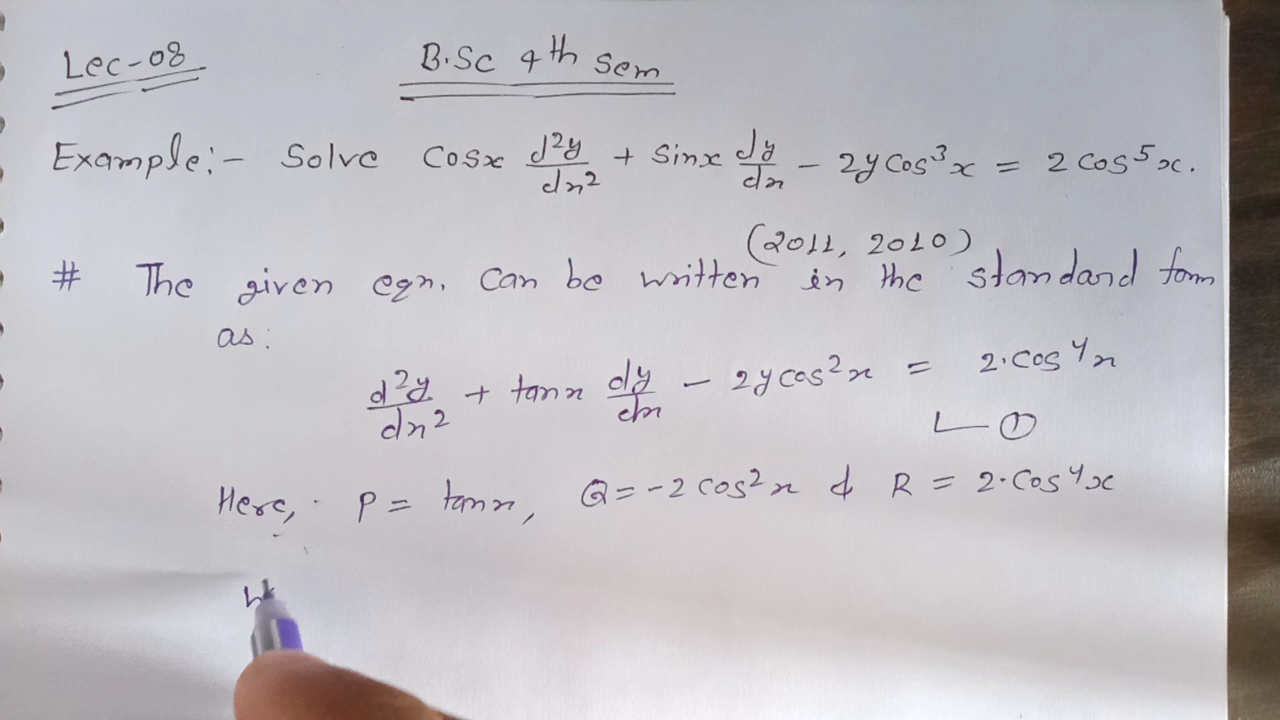 Lec-08
B.Sc 4th Sem
Example:- Solve Cosx d²y/dx² + Sinx dy/dx - 2y Cos³x = 2 Cos⁵x.
(2011, 2010)
# The given eqn. Can be written in the standard form
as:
d²y/dx² + tanx dy/dx - 2y cos²x = 2.cos⁴x
①
Here, P = tanx, Q = -2 cos²x & R = 2.Cos⁴x